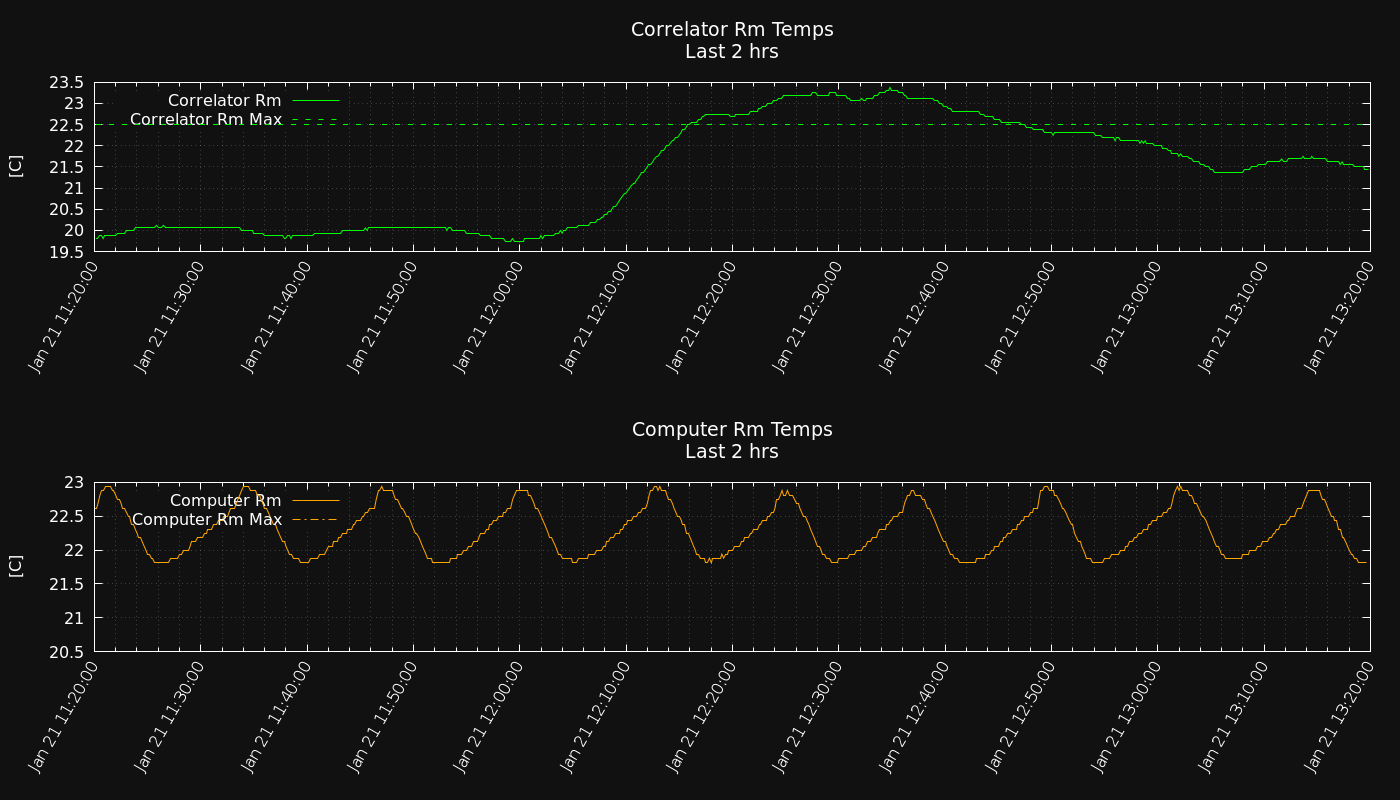 Correlator Rm Temps
Last 2 hrs
23.5
23
22.5
22
21.5
21
20.5
20
19.5
[C]
Correlator Rm
Correlator Rm Max
Jan 21 11:20:00
Jan 21 11:30:00
Jan 21 11:40:00
Jan 21 11:50:00
Jan 21 12:00:00
Jan 21 12:10:00
Jan 21 12:20:00
Jan 21 12:30:00
Jan 21 12:40:00
Jan 21 12:50:00
Jan 21 13:00:00
Jan 21 13:10:00
Jan 21 13:20:00
Computer Rm Temps
Last 2 hrs
23
22.5
22
21.5
21
20.5
[C]
Computer Rm
Computer Rm Max
Jan 21 11:20:00
Jan 21 11:30:00
Jan 21 11:40:00
Jan 21 11:50:00
Jan 21 12:00:00
Jan 21 12:10:00
Jan 21 12:20:00
Jan 21 12:30:00
Jan 21 12:40:00
Jan 21 12:50:00
Jan 21 13:00:00
Jan 21 13:10:00
Jan 21 13:20:00